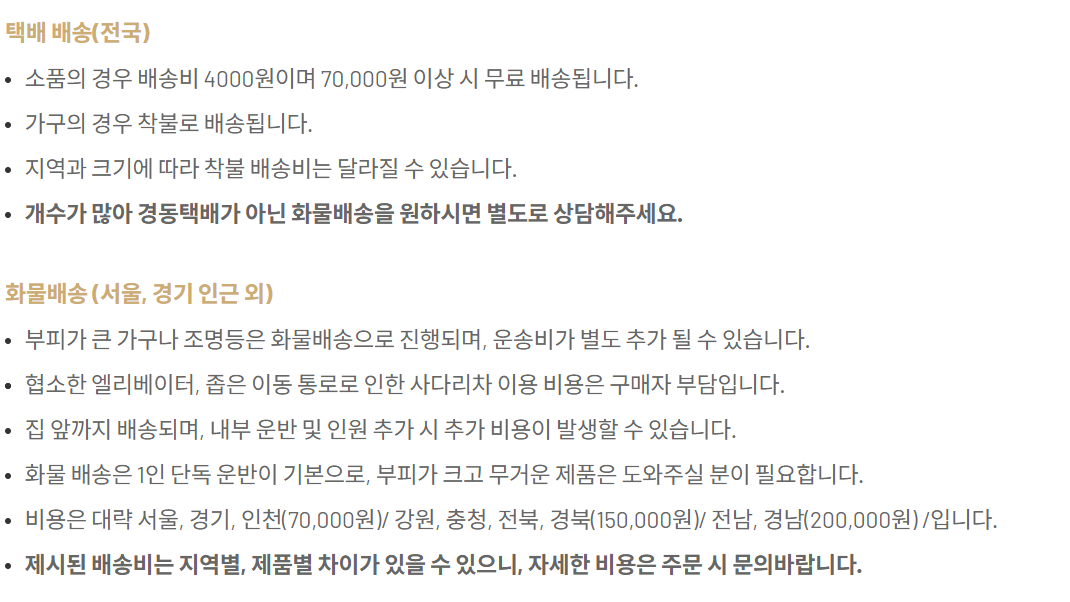 택배 배송(전국)
• 소품의 경우 배송비 4000원이며 70,000원 이상 시 무료 배송됩니다.
• 가구의 경우 착불로 배송됩니다.
• 지역과 크기에 따라 착불 배송비는 달라질 수 있습니다.
• 개수가 많아 경동택배가 아닌 화물배송을 원하시면 별도로 상담해주세요.
화물배송 (서울, 경기 인근 외)
• 부피가 큰 가구나 조명등은 화물배송으로 진행되며, 운송비가 별도 추가 될 수 있습니다.
• 협소한 엘리베이터, 좁은 이동 통로로 인한 사다리차 이용 비용은 구매자 부담입니다.
• 집 앞까지 배송되며, 내부 운반 및 인원 추가 시 추가 비용이 발생할 수 있습니다.
• 화물 배송은 1인 단독 운반이 기본으로, 부피가 크고 무거운 제품은 도와주실 분이 필요합니다.
• 비용은 대략 서울, 경기, 인천(70,000원)/ 강원, 충청, 전북, 경북(150,000원)/ 전남, 경남(200,000원) /입니다.
• 제시된 배송비는 지역별, 제품별 차이가 있을 수 있으니, 자세한 비용은 주문 시 문의바랍니다.